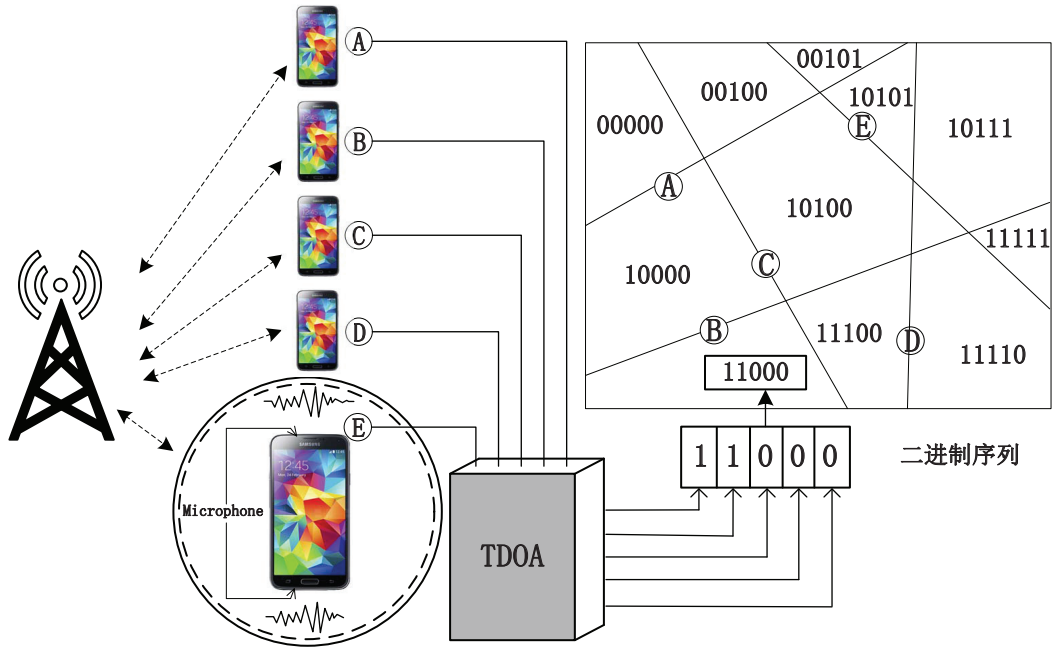 A
B
C
D
E
12:45
SAMSUNG
Microphone
TDOA
00101
00100
10101
00000
E
10111
A
10100
11111
C
10000
B
11100
D
11110
11000
1 1 0 0 0
二进制序列